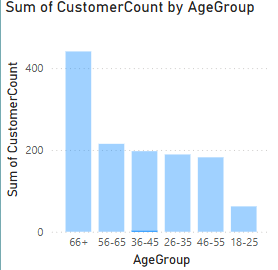 Sum of CustomerCount by AgeGroup
Sum of CustomerCount
400
200
0
66+ 56-65 36-45 26-35 46-55 18-25
AgeGroup